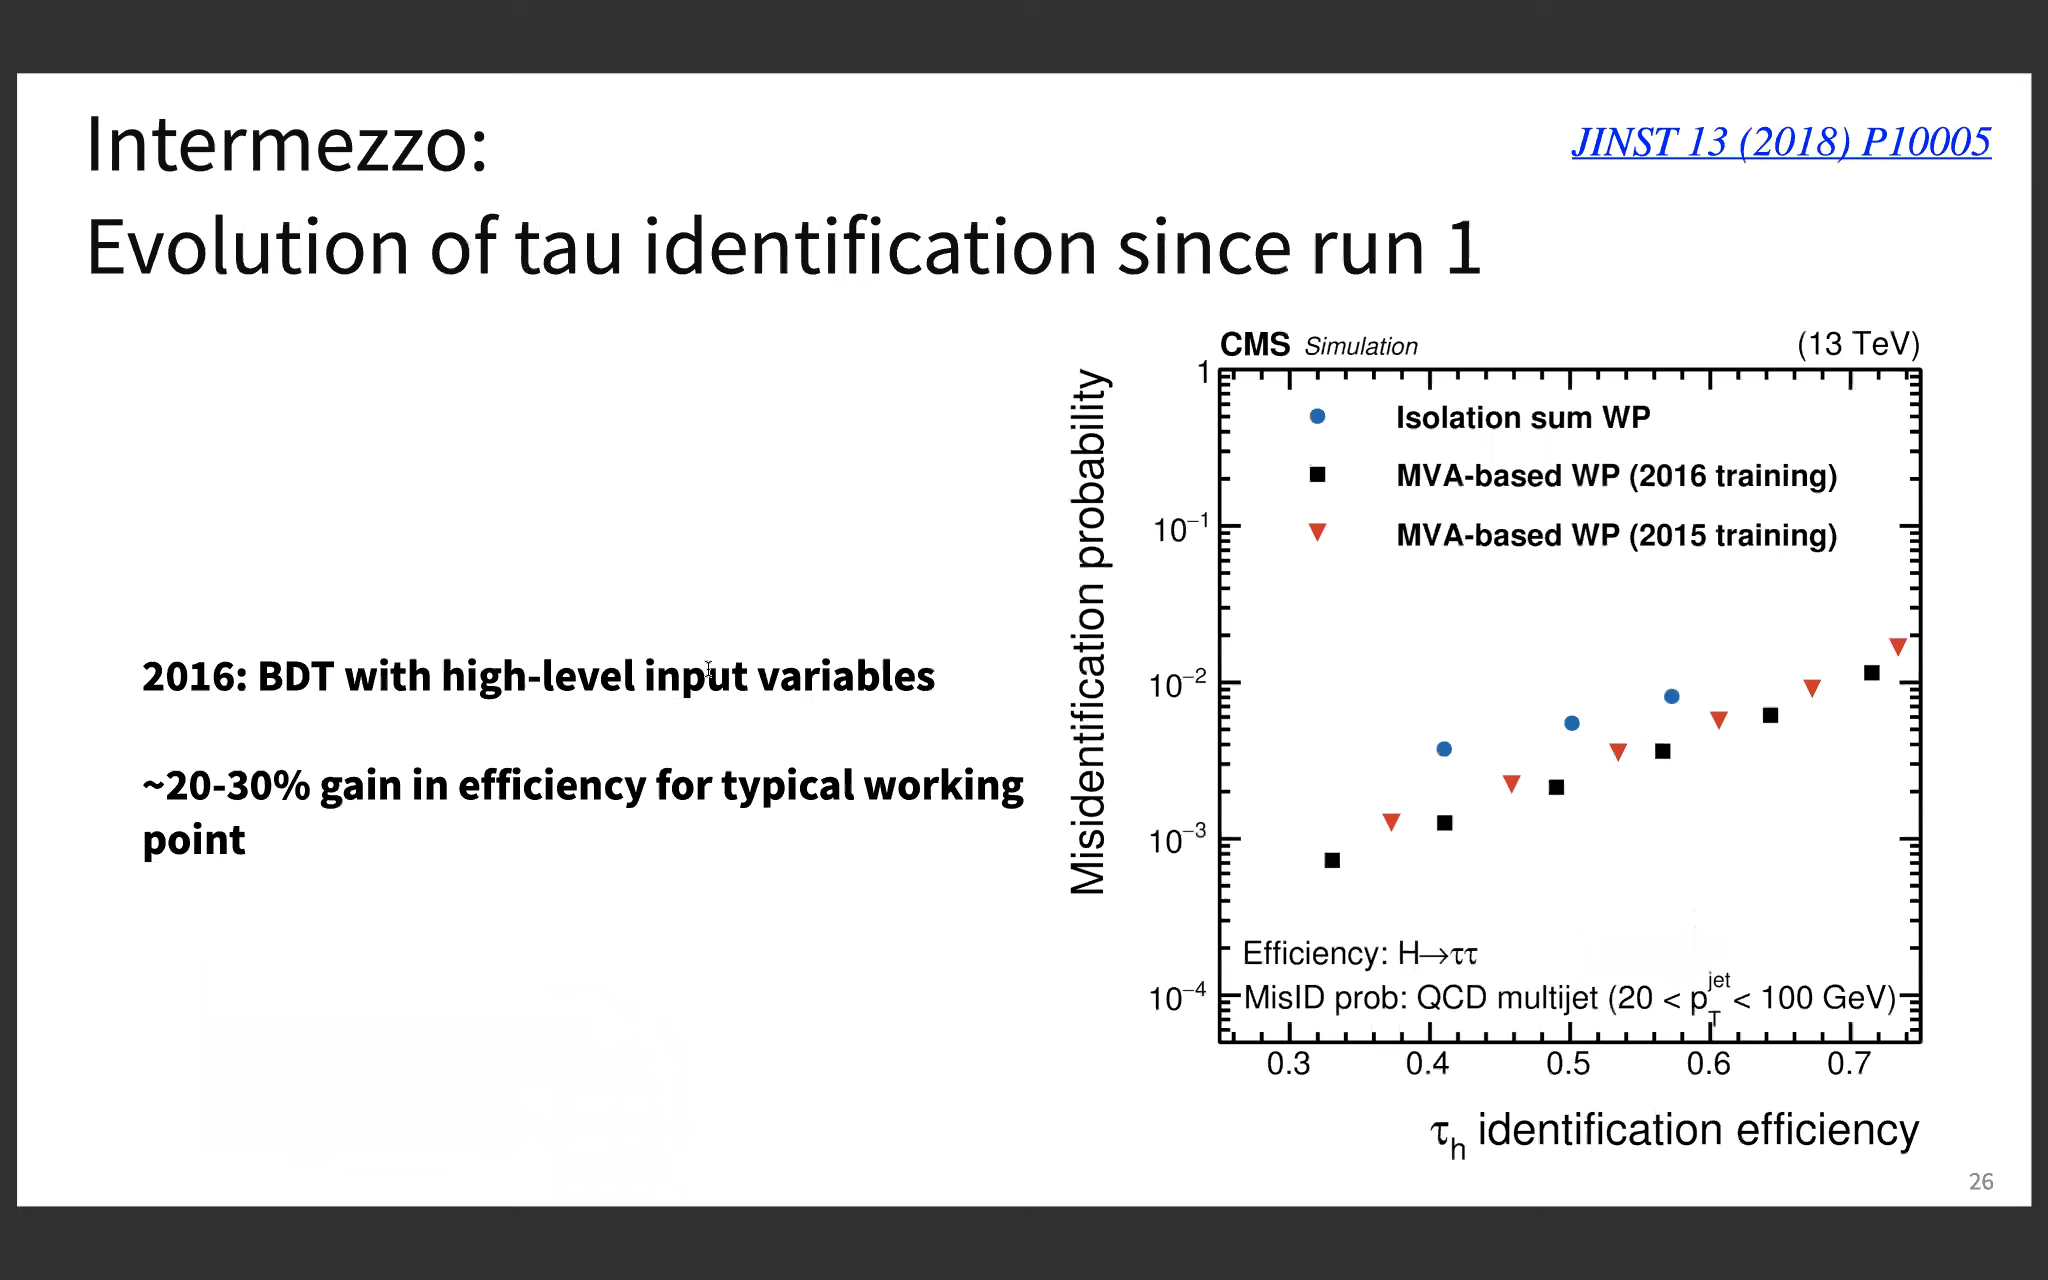 Intermezzo:
JINST 13 (2018) P10005
Evolution of tau identification since run 1
2016: BDT with high-level input variables
~20-30% gain in efficiency for typical working
point
CMS Simulation (13 TeV)
Misidentification probability
1
10⁻¹
10⁻²
10⁻³
10⁻⁴
Isolation sum WP
MVA-based WP (2016 training)
MVA-based WP (2015 training)
Efficiency: H→ττ
MisID prob: QCD multijet (20 < p_T^jet < 100 GeV)
0.3 0.4 0.5 0.6 0.7
τ_h identification efficiency
26